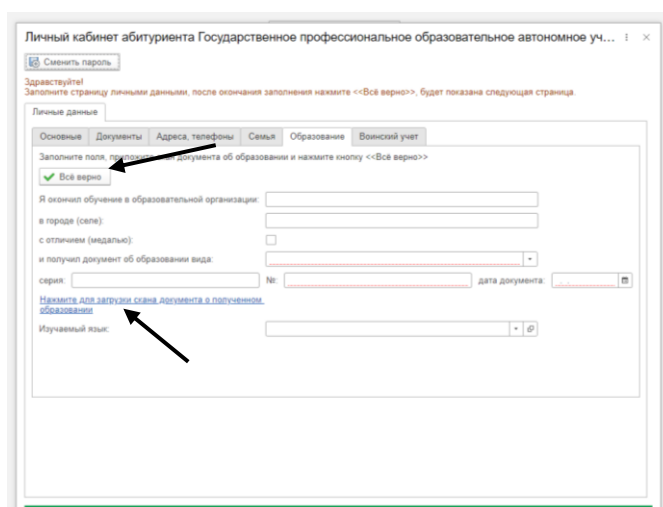 Личный кабинет абитуриента Государственное профессиональное образовательное автономное уч...
Сменить пароль
Здравствуйте!
Заполните страницу личными данными, после окончания заполнения нажмите <<Всё верно>>, будет показана следующая страница.
Личные данные
Основные Документы Адреса, телефоны Семья Образование Воинский учет
Заполните поля, приложите скан документа об образовании и нажмите кнопку <<Всё верно>>
Всё верно
Я окончил обучение в образовательной организации:
в городе (селе):
с отличием (медалью):
и получил документ об образовании вида:
серия: №: дата документа: . .
Нажмите для загрузки скана документа о полученном
образовании
Изучаемый язык: